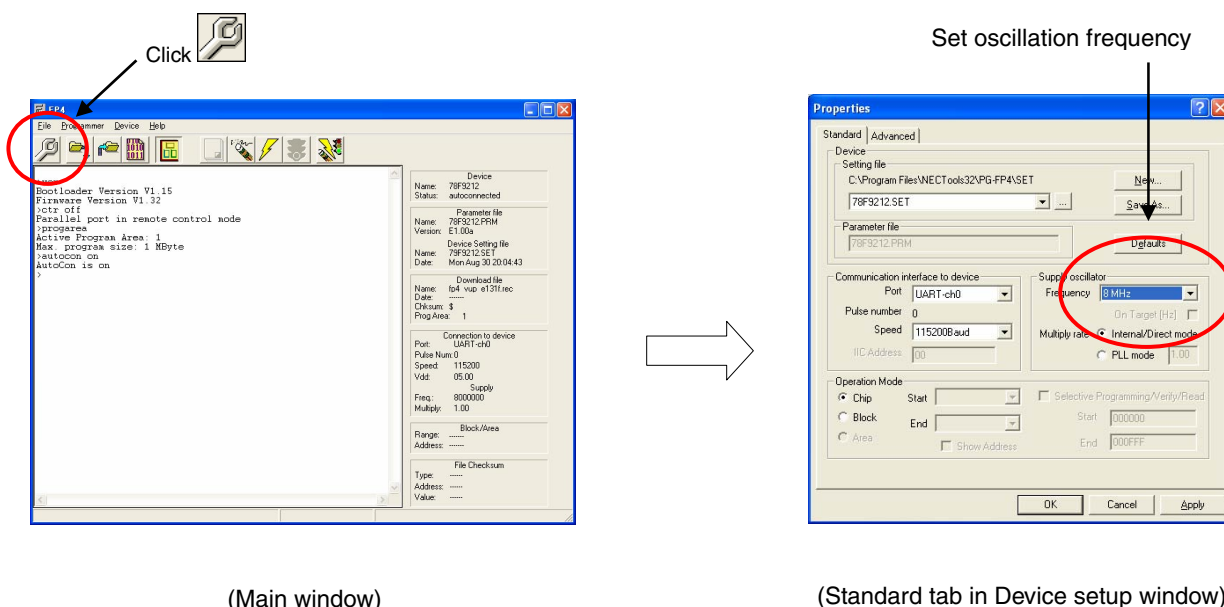 Click
Set oscillation frequency
FP4
File Programmer Device Help
Bootloader Version V1.15
Firmware Version V1.32
>ctr off
Parallel port in remote control mode
>progarea
Active Program Area: 1
Max. program size: 1 MByte
>autocon on
AutoCon is on
>
Device
Name: 78F9212
Status: autoconnected
Parameter file
Name: 78F9212.PRM
Version: E1.00a
Device Setting file
Name: 79F9212.SET
Date: Mon Aug 30 20:04:43
Download file
Name: fp4_vup_e131f.rec
Date: ------
Chksum: $
Prog Area: 1
Connection to device
Port: UART-ch0
Pulse Num: 0
Speed: 115200
Vdd: 05.00
Supply
Freq.: 8000000
Multiply: 1.00
Block/Area
Range: ------
Address: ------
File Checksum
Type: ------
Address: ------
Value: ------
(Main window)
Properties
Standard Advanced
Device
Setting file
C:\Program Files\NECTools32\PG-FP4\SET
New...
78F9212.SET
...
Save As...
Parameter file
78F9212.PRM
Defaults
Communication interface to device
Port UART-ch0
Pulse number 0
Speed 115200Baud
IIC Address 00
Supply oscillator
Frequency 8 MHz
On Target [Hz]
Multiply rate Internal/Direct mode
PLL mode 1.00
Operation Mode
Chip Start
Block End
Area Show Address
Selective Programming/Verify/Read
Start 000000
End 000FFF
OK Cancel Apply
(Standard tab in Device setup window)